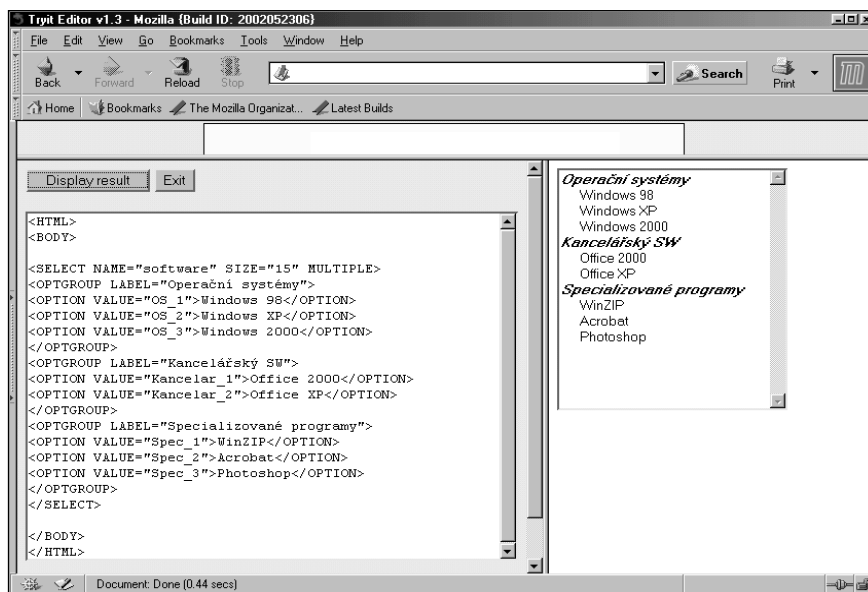 Tryit Editor v1.3 - Mozilla {Build ID: 2002052306}
File Edit View Go Bookmarks Tools Window Help
Back Forward Reload Stop Search Print
Home Bookmarks The Mozilla Organizat... Latest Builds
Display result Exit
<HTML>
<BODY>
<SELECT NAME="software" SIZE="15" MULTIPLE>
<OPTGROUP LABEL="Operační systémy">
<OPTION VALUE="OS_1">Windows 98</OPTION>
<OPTION VALUE="OS_2">Windows XP</OPTION>
<OPTION VALUE="OS_3">Windows 2000</OPTION>
</OPTGROUP>
<OPTGROUP LABEL="Kancelářský SW">
<OPTION VALUE="Kancelar_1">Office 2000</OPTION>
<OPTION VALUE="Kancelar_2">Office XP</OPTION>
</OPTGROUP>
<OPTGROUP LABEL="Specializované programy">
<OPTION VALUE="Spec_1">WinZIP</OPTION>
<OPTION VALUE="Spec_2">Acrobat</OPTION>
<OPTION VALUE="Spec_3">Photoshop</OPTION>
</OPTGROUP>
</SELECT>
</BODY>
</HTML>
Operační systémy
Windows 98
Windows XP
Windows 2000
Kancelářský SW
Office 2000
Office XP
Specializované programy
WinZIP
Acrobat
Photoshop
Document: Done (0.44 secs)